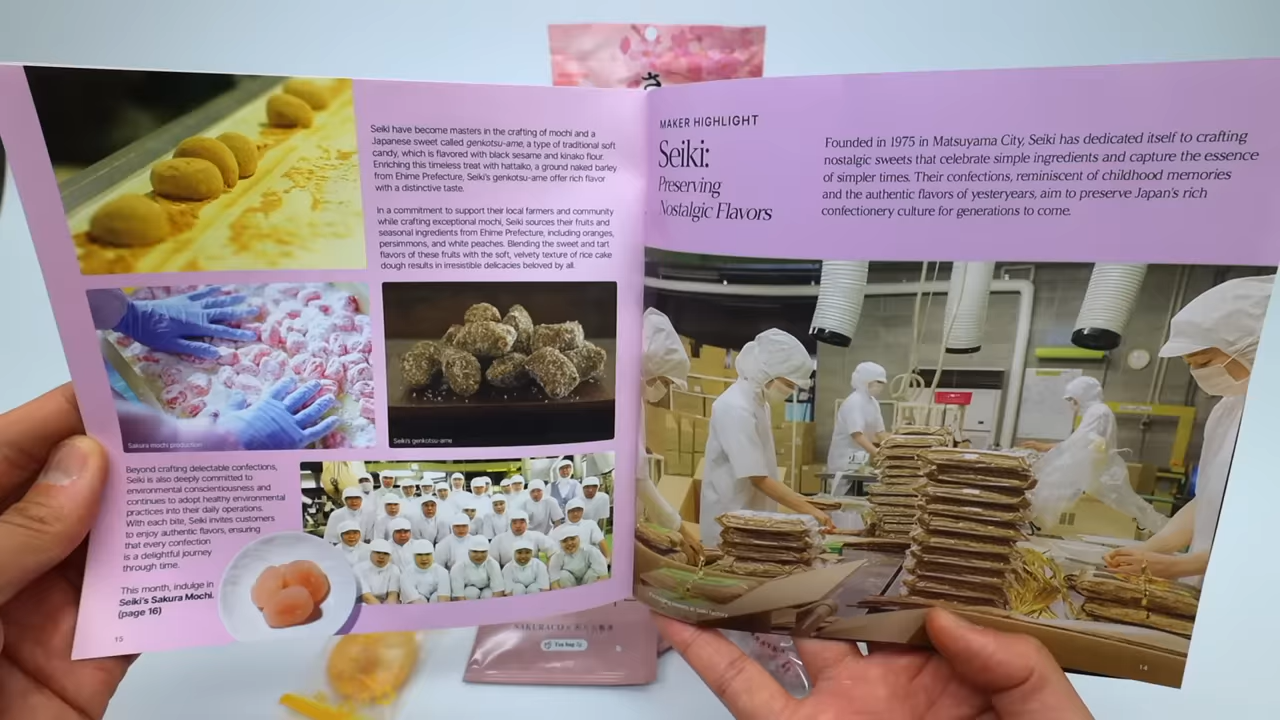 さ
MAKER HIGHLIGHT
Seiki:
Preserving
Nostalgic Flavors
Founded in 1975 in Matsuyama City, Seiki has dedicated itself to crafting
nostalgic sweets that celebrate simple ingredients and capture the essence
of simpler times. Their confections, reminiscent of childhood memories
and the authentic flavors of yesteryears, aim to preserve Japan's rich
confectionery culture for generations to come.
14
Seiki have become masters in the crafting of mochi and a
Japanese sweet called genkotsu-ame, a type of traditional soft
candy, which is flavored with black sesame and kinako flour.
Enriching this timeless treat with hattaiko, a ground naked barley
from Ehime Prefecture, Seiki's genkotsu-ame offer rich flavor
with a distinctive taste.
In a commitment to support their local farmers and community
while crafting exceptional mochi, Seiki sources their fruits and
seasonal ingredients from Ehime Prefecture, including oranges,
persimmons, and white peaches. Blending the sweet and tart
flavors of these fruits with the soft, velvety texture of rice cake
dough results in irresistible delicacies beloved by all.
Sakura mochi production
Seiki's genkotsu-ame
Beyond crafting delectable confections,
Seiki is also deeply committed to
environmental conscientiousness and
continues to adopt healthy environmental
practices into their daily operations.
With each bite, Seiki invites customers
to enjoy authentic flavors, ensuring
that every confection
is a delightful journey
through time.
This month, indulge in
Seiki's Sakura Mochi.
(page 16)
15
SAKURACO
Tea bag